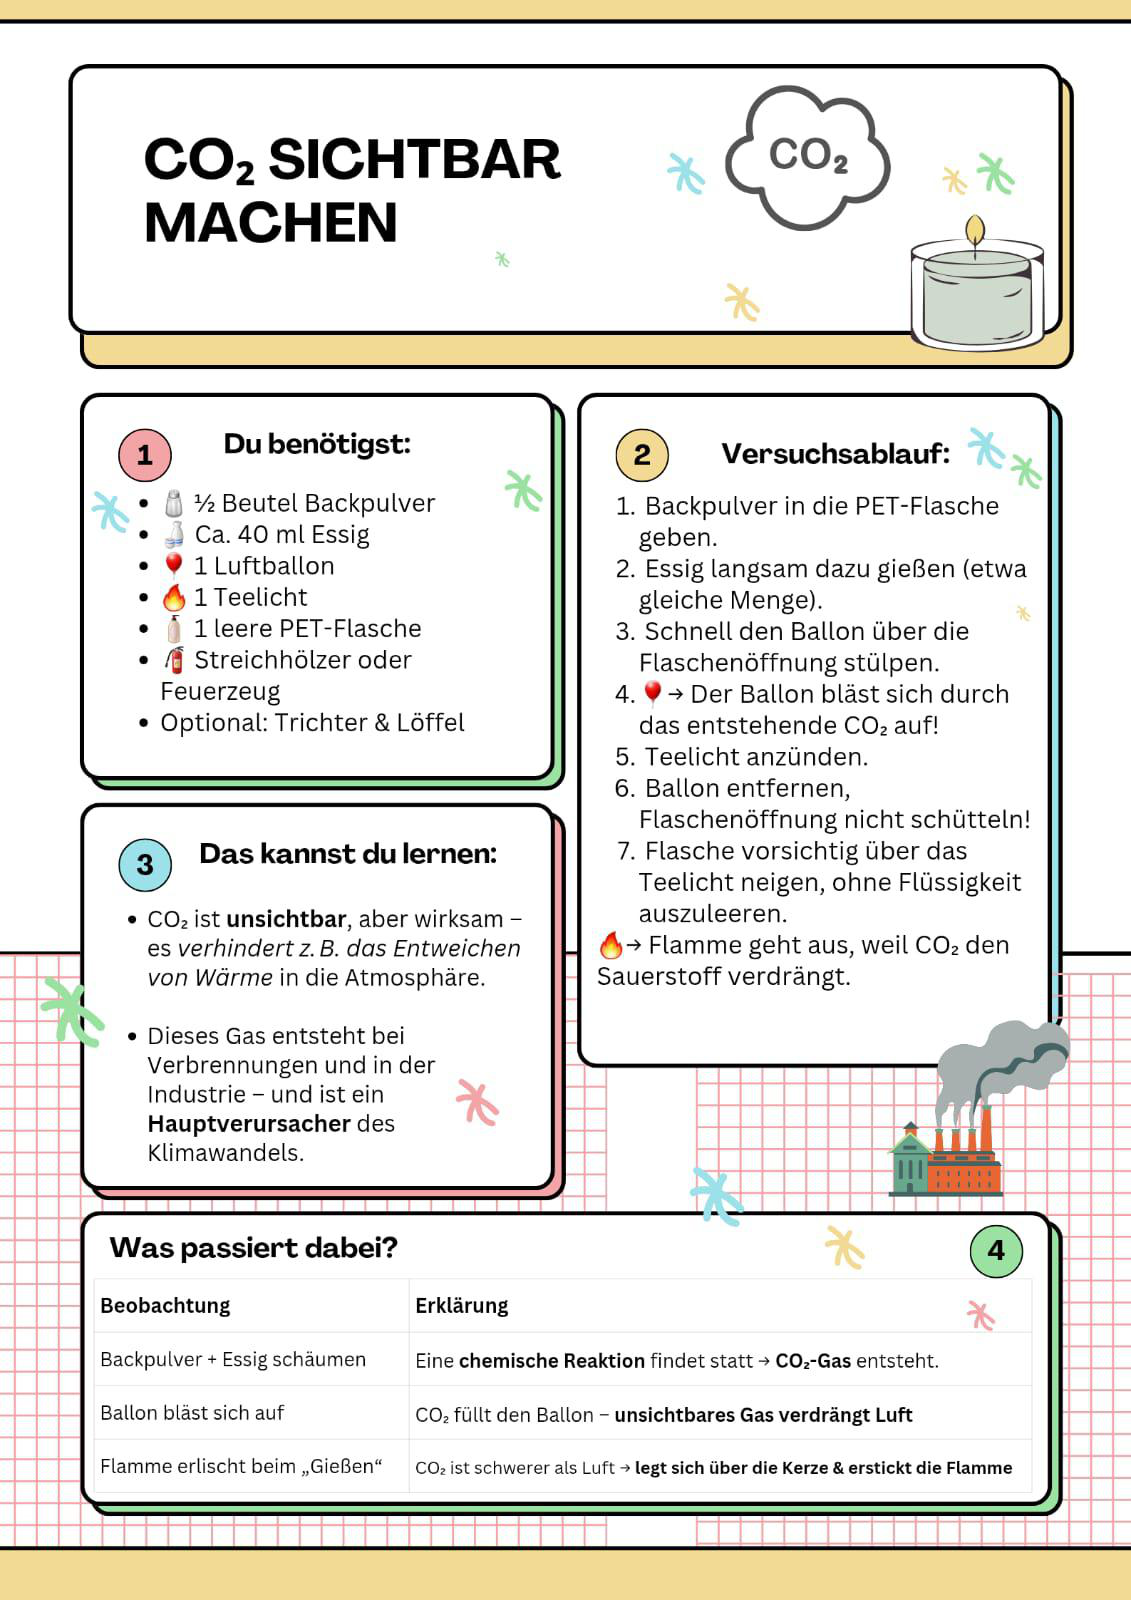 CO₂ SICHTBAR
MACHEN
CO₂
1
Du benötigst:
• ½ Beutel Backpulver
• Ca. 40 ml Essig
• 1 Luftballon
• 1 Teelicht
• 1 leere PET-Flasche
• Streichhölzer oder
Feuerzeug
• Optional: Trichter & Löffel
2
Versuchsablauf:
1. Backpulver in die PET-Flasche
geben.
2. Essig langsam dazu gießen (etwa
gleiche Menge).
3. Schnell den Ballon über die
Flaschenöffnung stülpen.
4. 🎈→ Der Ballon bläst sich durch
das entstehende CO₂ auf!
5. Teelicht anzünden.
6. Ballon entfernen,
Flaschenöffnung nicht schütteln!
7. Flasche vorsichtig über das
Teelicht neigen, ohne Flüssigkeit
auszuleeren.
🔥→ Flamme geht aus, weil CO₂ den
Sauerstoff verdrängt.
3
Das kannst du lernen:
• CO₂ ist unsichtbar, aber wirksam –
es verhindert z. B. das Entweichen
von Wärme in die Atmosphäre.
• Dieses Gas entsteht bei
Verbrennungen und in der
Industrie – und ist ein
Hauptverursacher des
Klimawandels.
Was passiert dabei?
4
Beobachtung Erklärung
Backpulver + Essig schäumen Eine chemische Reaktion findet statt → CO₂-Gas entsteht.
Ballon bläst sich auf CO₂ füllt den Ballon – unsichtbares Gas verdrängt Luft
Flamme erlischt beim „Gießen“ CO₂ ist schwerer als Luft → legt sich über die Kerze & erstickt die Flamme